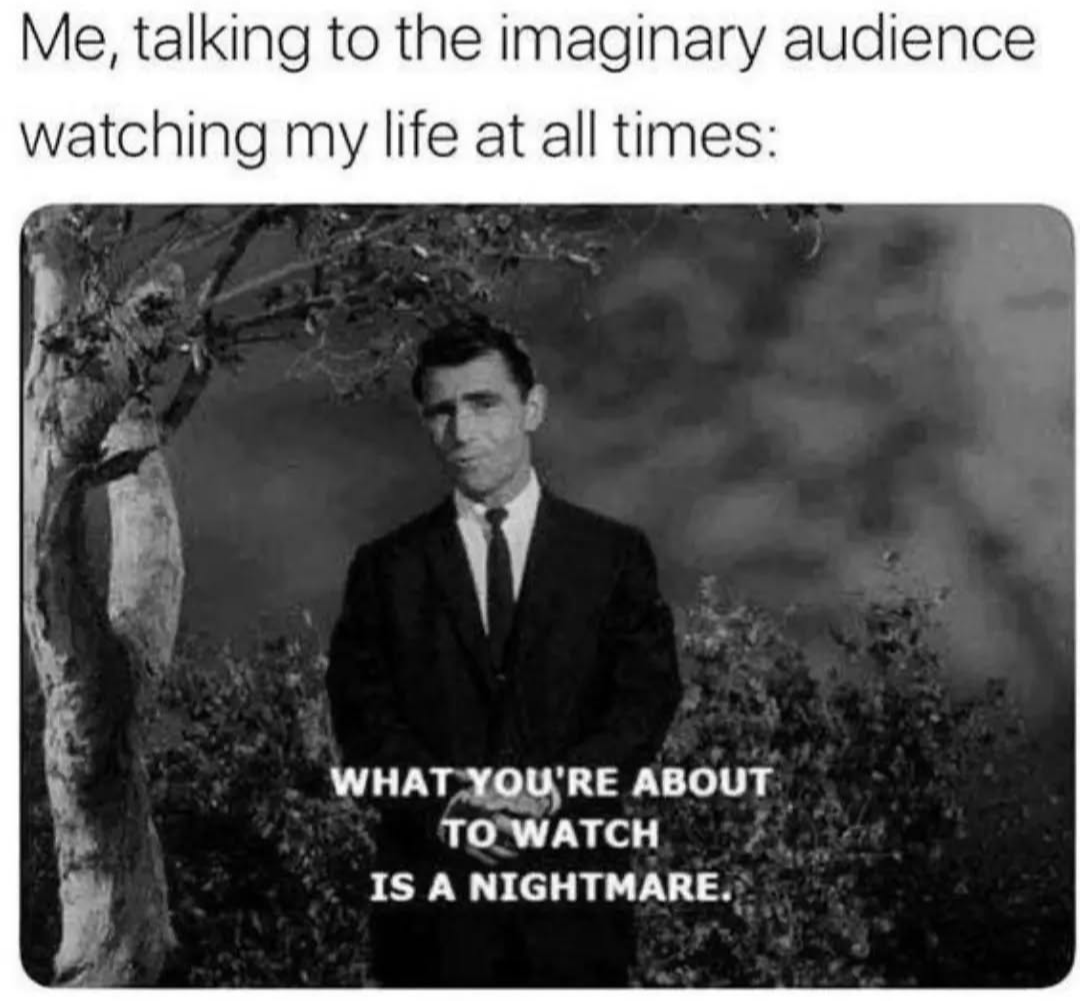 Me, talking to the imaginary audience
watching my life at all times:
WHAT YOU'RE ABOUT
TO WATCH
IS A NIGHTMARE.